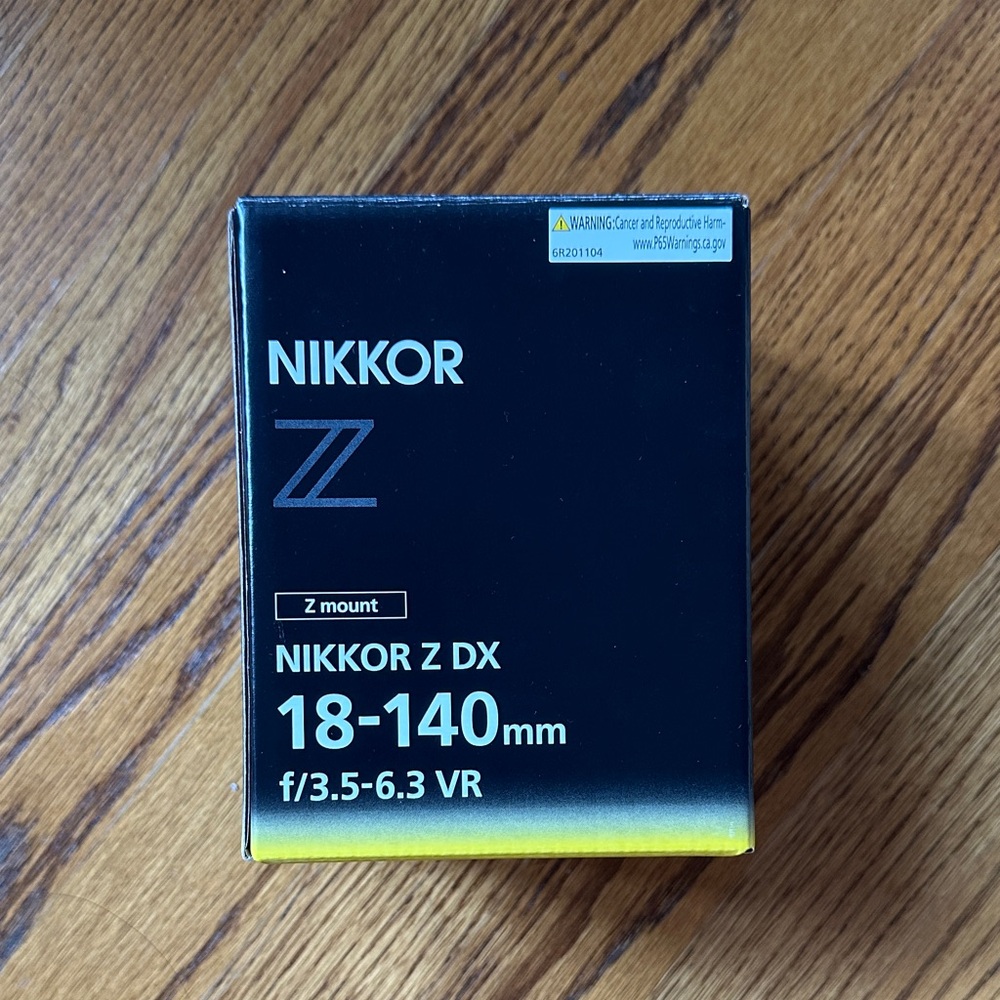 WARNING:Cancer and Reproductive Harm-
www.P65Warnings.ca.gov
6R201104
NIKKOR
Z
Z mount
NIKKOR Z DX
18-140mm
f/3.5-6.3 VR